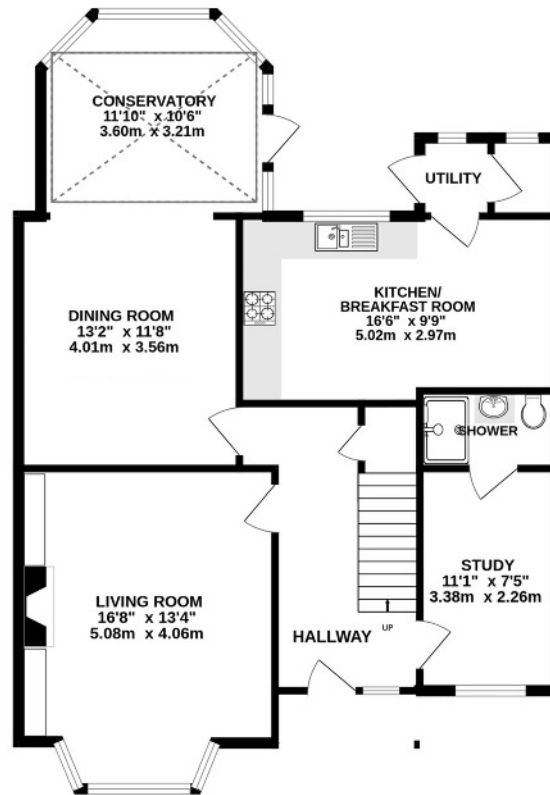 CONSERVATORY
11'10" x 10'6"
3.60m x 3.21m
UTILITY
KITCHEN/
BREAKFAST ROOM
16'6" x 9'9"
5.02m x 2.97m
DINING ROOM
13'2" x 11'8"
4.01m x 3.56m
SHOWER
STUDY
11'1" x 7'5"
3.38m x 2.26m
LIVING ROOM
16'8" x 13'4"
5.08m x 4.06m
HALLWAY
UP